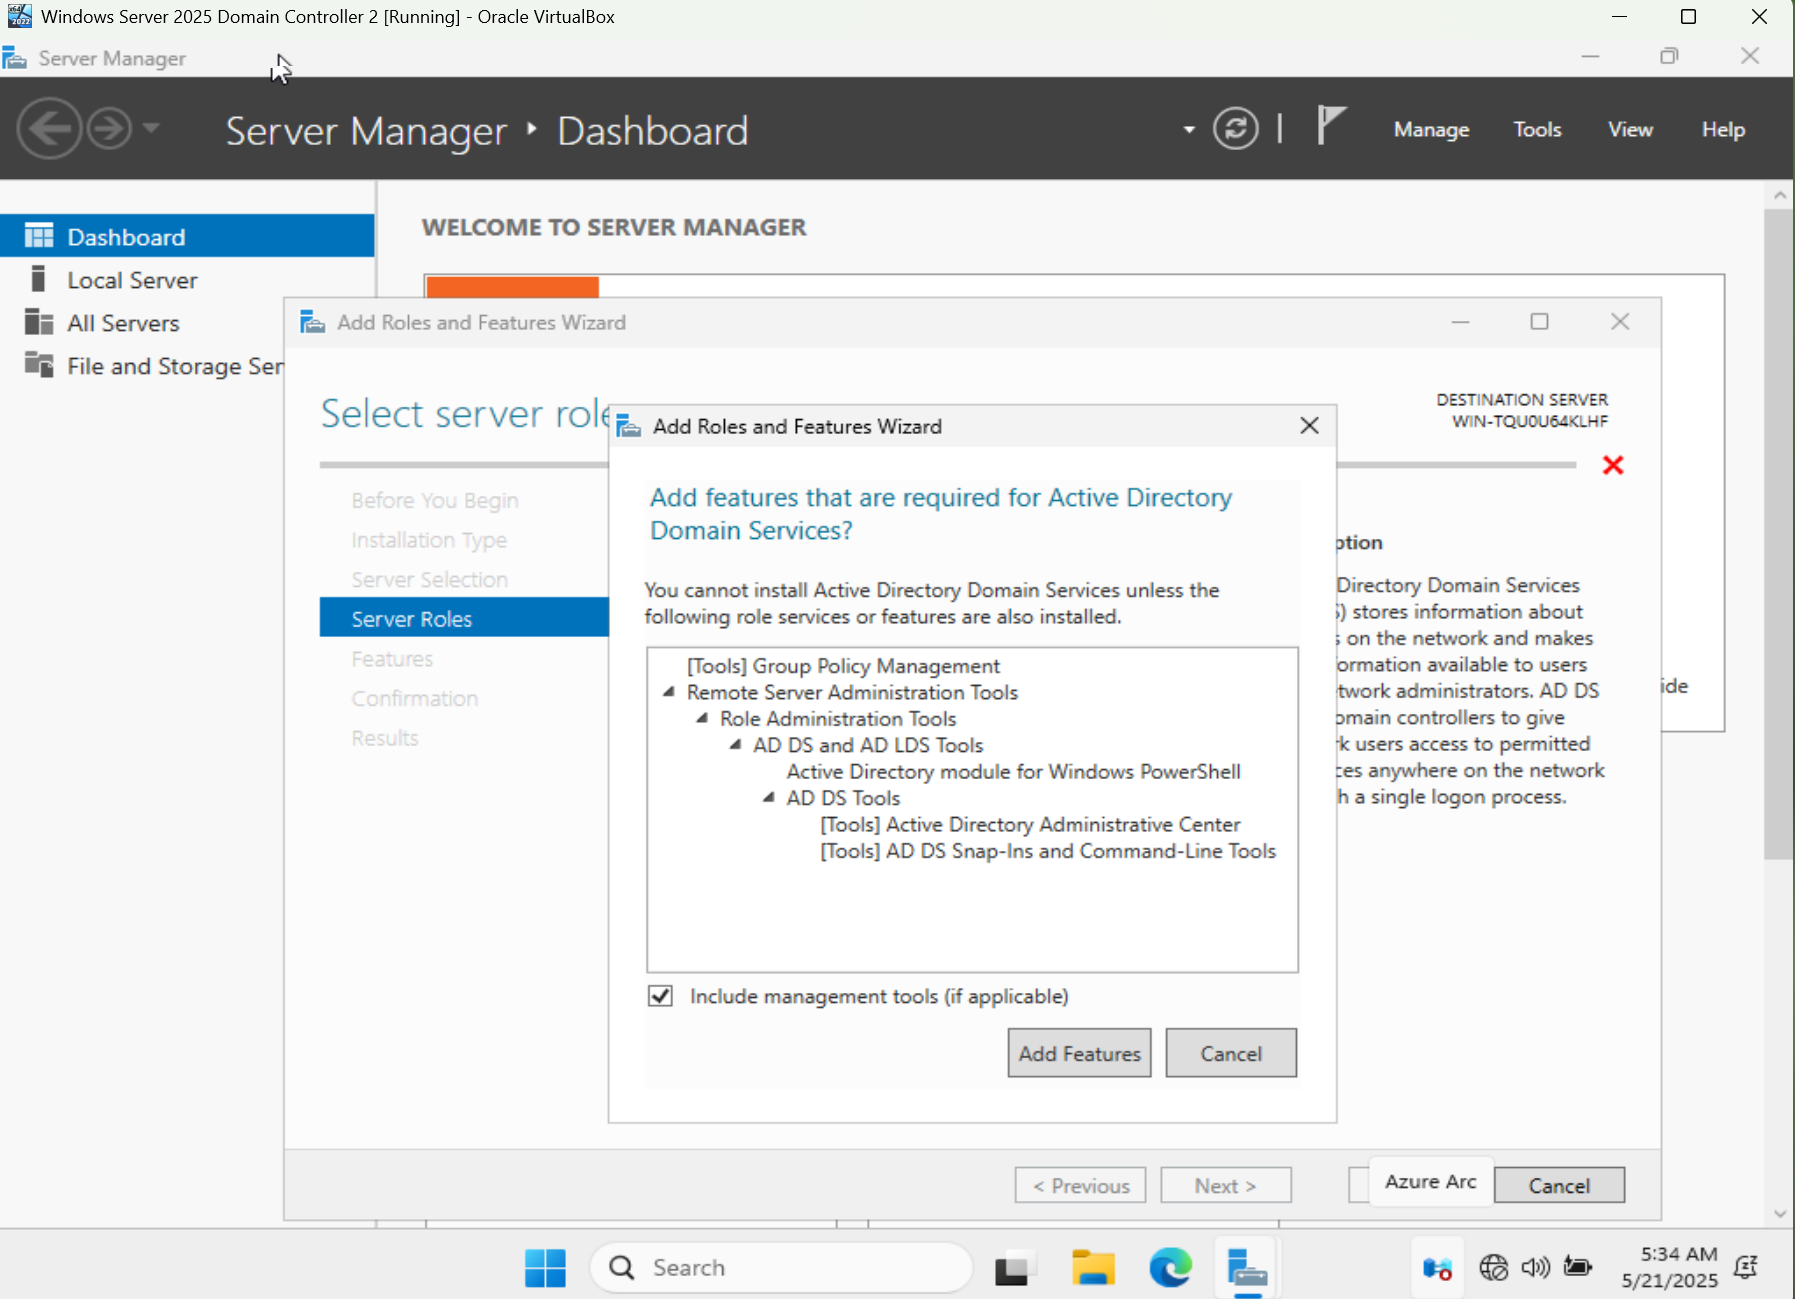 Windows Server 2025 Domain Controller 2 [Running] - Oracle VirtualBox
Server Manager
Server Manager Dashboard
Manage Tools View Help
Dashboard
Local Server
All Servers
File and Storage Ser
WELCOME TO SERVER MANAGER
Add Roles and Features Wizard
Select server role
DESTINATION SERVER
WIN-TQU0U64KLHF
Before You Begin
Installation Type
Server Selection
Server Roles
Features
Confirmation
Results
Add Roles and Features Wizard
Add features that are required for Active Directory
Domain Services?
You cannot install Active Directory Domain Services unless the
following role services or features are also installed.
[Tools] Group Policy Management
Remote Server Administration Tools
Role Administration Tools
AD DS and AD LDS Tools
Active Directory module for Windows PowerShell
AD DS Tools
[Tools] Active Directory Administrative Center
[Tools] AD DS Snap-Ins and Command-Line Tools
Include management tools (if applicable)
Add Features
Cancel
ption
Directory Domain Services
) stores information about
s on the network and makes
ormation available to users
twork administrators. AD DS
omain controllers to give
k users access to permitted
ces anywhere on the network
h a single logon process.
ide
< Previous
Next >
Azure Arc
Cancel
Search
5:34 AM
5/21/2025